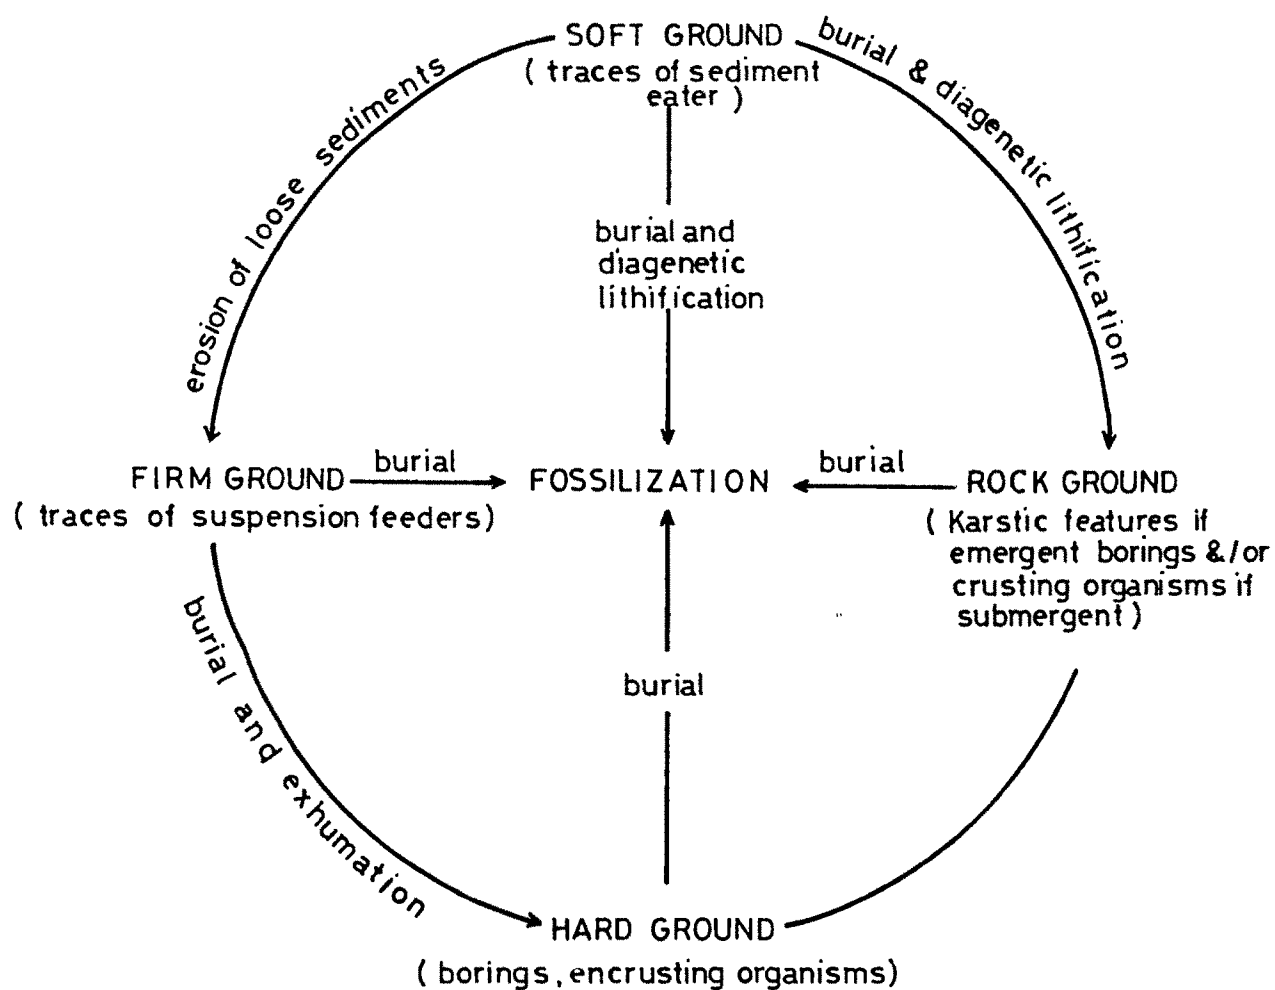 SOFT GROUND
( traces of sediment
eater )
burial & diagenetic lithification
erosion of loose sediments
burial and
diagenetic
lithification
FIRM GROUND
( traces of suspension feeders)
burial
FOSSILIZATION
burial
ROCK GROUND
( Karstic features if
emergent borings &/or
crusting organisms if
submergent )
burial and exhumation
burial
HARD GROUND
( borings, encrusting organisms)